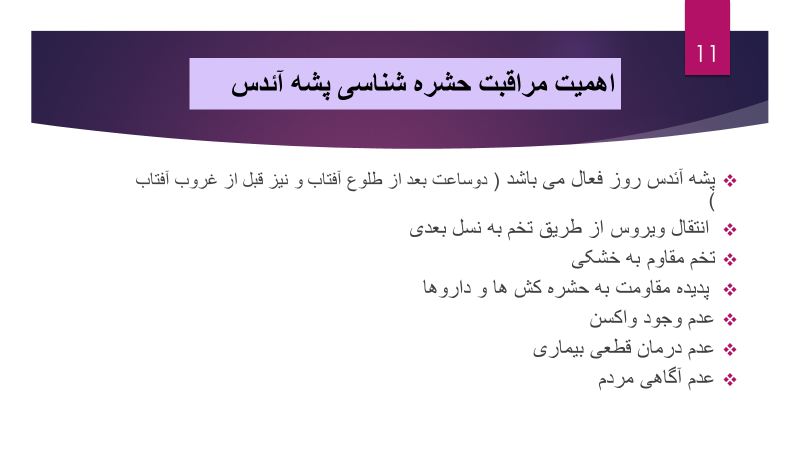 11
اهمیت مراقبت حشره شناسی پشه آئدس
❖ پشه آئدس روز فعال می باشد ( دوساعت بعد از طلوع آفتاب و نیز قبل از غروب آفتاب
)
❖ انتقال ویروس از طریق تخم به نسل بعدی
❖ تخم مقاوم به خشکی
❖ پدیده مقاومت به حشره کش ها و داروها
❖ عدم وجود واکسن
❖ عدم درمان قطعی بیماری
❖ عدم آگاهی مردم